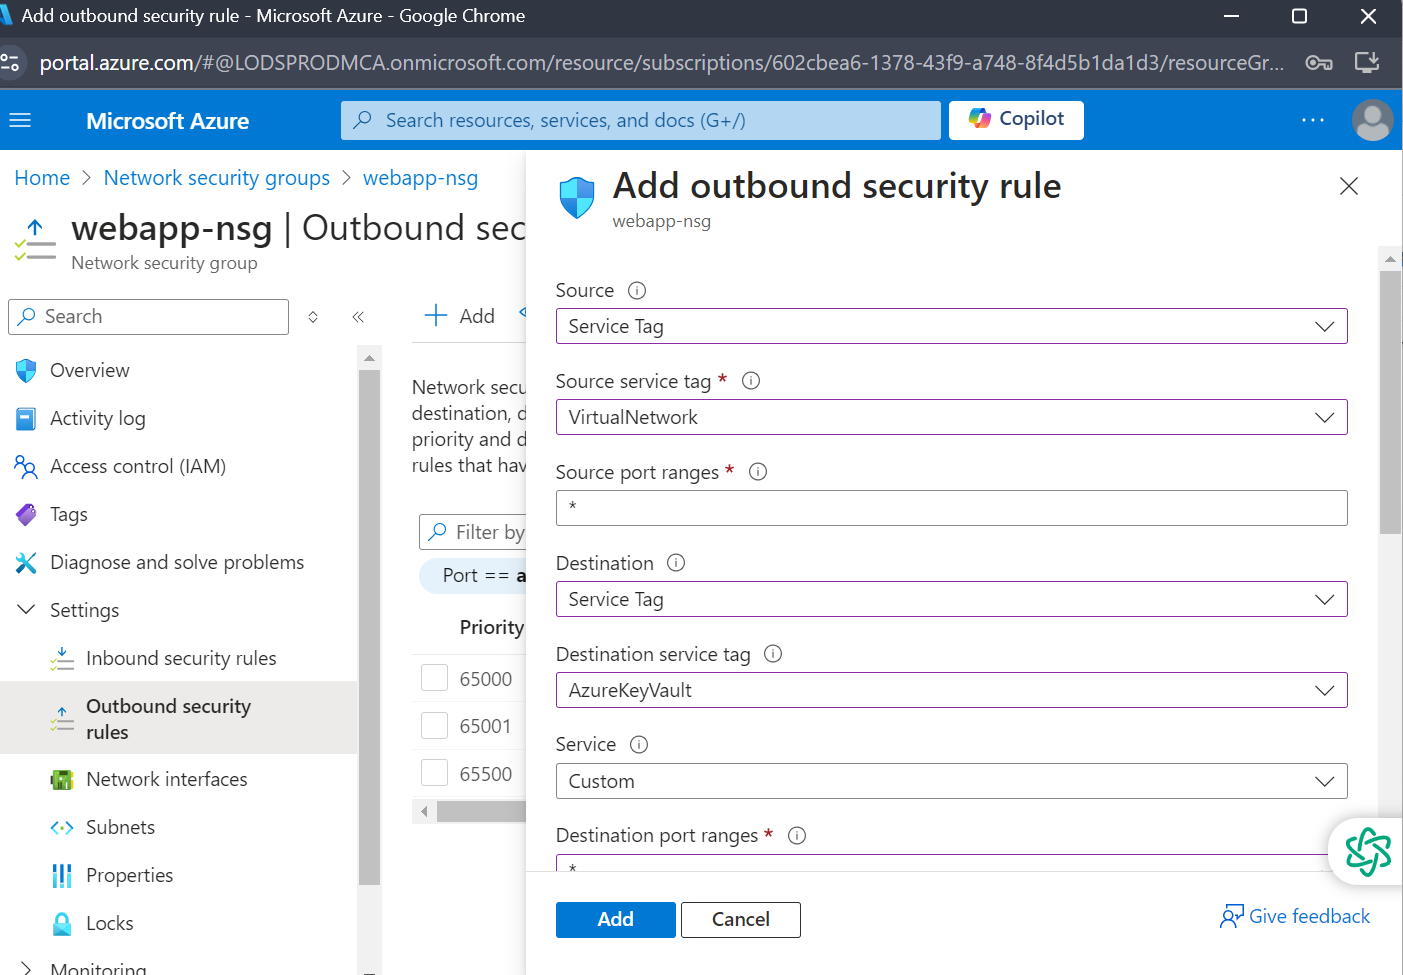 Add outbound security rule - Microsoft Azure - Google Chrome
portal.azure.com/#@LODSPRODMCA.onmicrosoft.com/resource/subscriptions/602cbea6-1378-43f9-a748-8f4d5b1da1d3/resourceGr...
Microsoft Azure
Search resources, services, and docs (G+/)
Copilot
...
Home > Network security groups > webapp-nsg
webapp-nsg | Outbound sec
Network security group
Search
Overview
Activity log
Access control (IAM)
Tags
Diagnose and solve problems
Settings
Inbound security rules
Outbound security
rules
Network interfaces
Subnets
Properties
Locks
Monitoring
Add
Network secu
destination, d
priority and d
rules that hav
Filter by
Port == a
Priority
65000
65001
65500
Add outbound security rule
webapp-nsg
Source
Service Tag
Source service tag *
VirtualNetwork
Source port ranges *
*
Destination
Service Tag
Destination service tag
AzureKeyVault
Service
Custom
Destination port ranges *
*
Add
Cancel
Give feedback